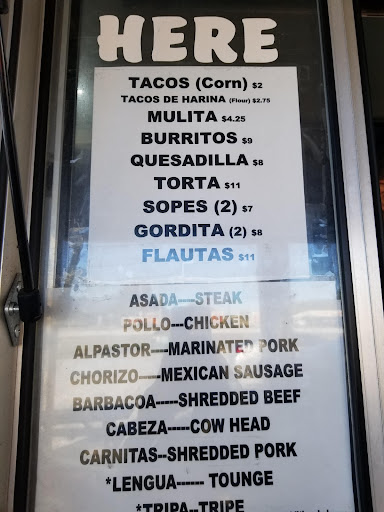 HERE
TACOS (Corn) $2
TACOS DE HARINA (Flour) $2.75
MULITA $4.25
BURRITOS $9
QUESADILLA $8
TORTA $11
SOPES (2) $7
GORDITA (2) $8
FLAUTAS $11
ASADA----STEAK
POLLO---CHICKEN
ALPASTOR----MARINATED PORK
CHORIZO-----MEXICAN SAUSAGE
BARBACOA-----SHREDDED BEEF
CABEZA-----COW HEAD
CARNITAS--SHREDDED PORK
*LENGUA------ TOUNGE
*TRIPA--TRIPE